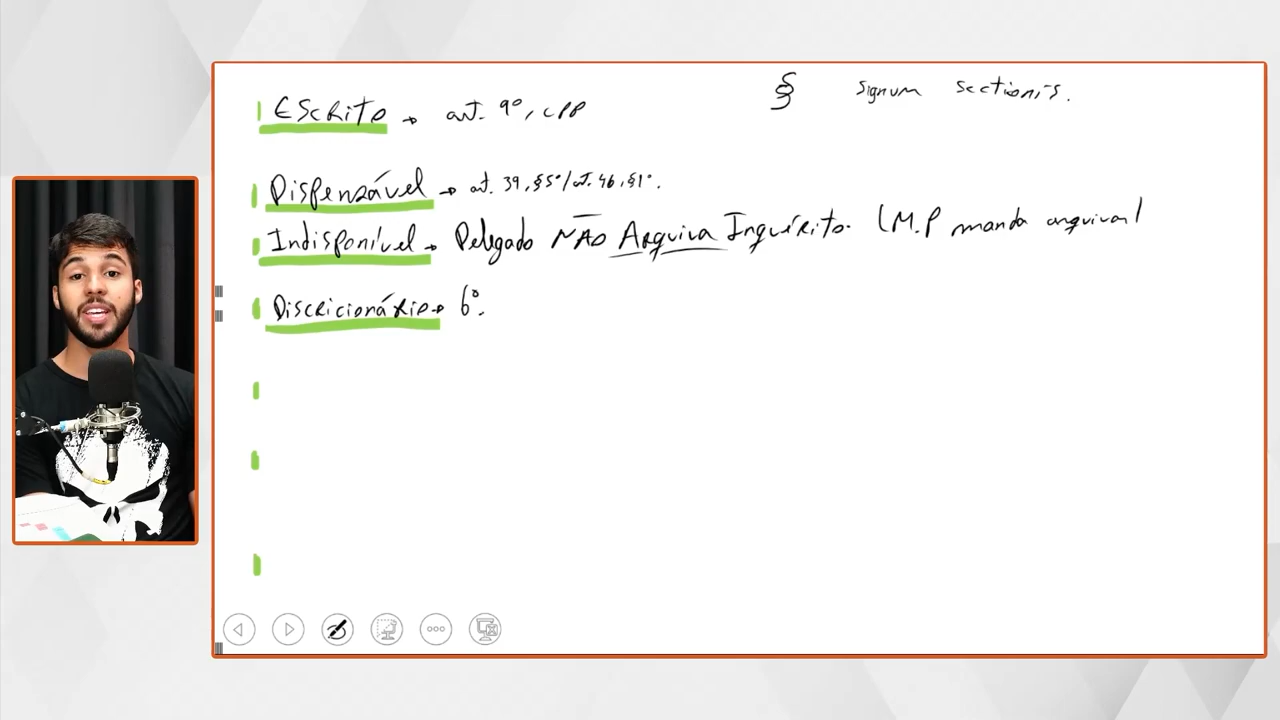 § signum sectionis.
Escrito → art. 9º, CPP
Dispensável → art. 39, §5º/art. 46, §1º.
Indisponível → Delegado NÃO Arquiva Inquérito. (M.P manda arquivar)
Discricionário → 6º.